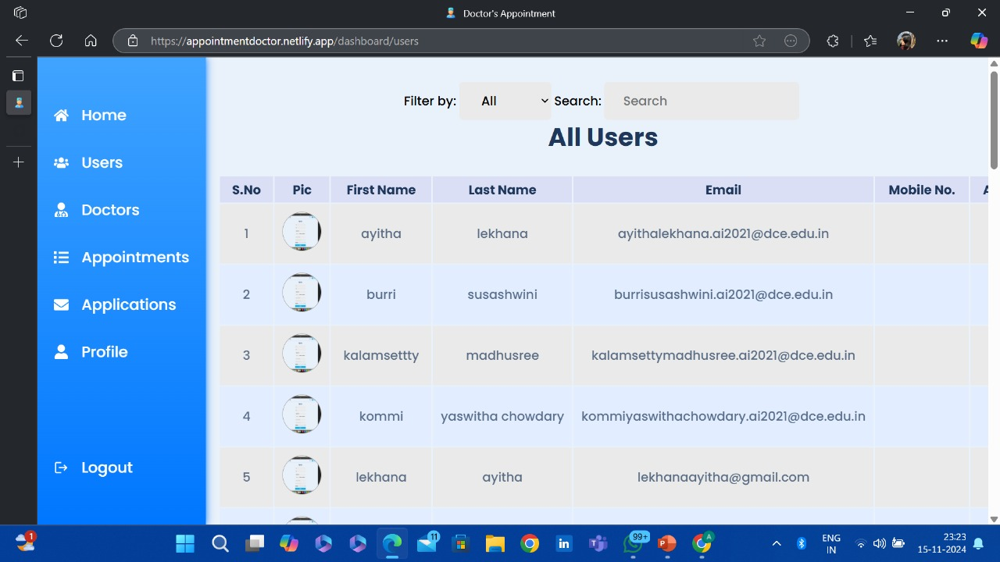 Doctor's Appointment
https://appointmentdoctor.netlify.app/dashboard/users
Home
Users
Doctors
Appointments
Applications
Profile
Logout
Filter by: All Search: Search
All Users
S.No Pic First Name Last Name Email Mobile No. A
1 ayitha lekhana ayithalekhana.ai2021@dce.edu.in
2 burri susashwini burrisusashwini.ai2021@dce.edu.in
3 kalamsettty madhusree kalamsettymadhusree.ai2021@dce.edu.in
4 kommi yaswitha chowdary kommiyaswithachowdary.ai2021@dce.edu.in
5 lekhana ayitha iekhanaayitha@gmail.com
1 11 99+ A ENG 23:23
IN 15-11-2024